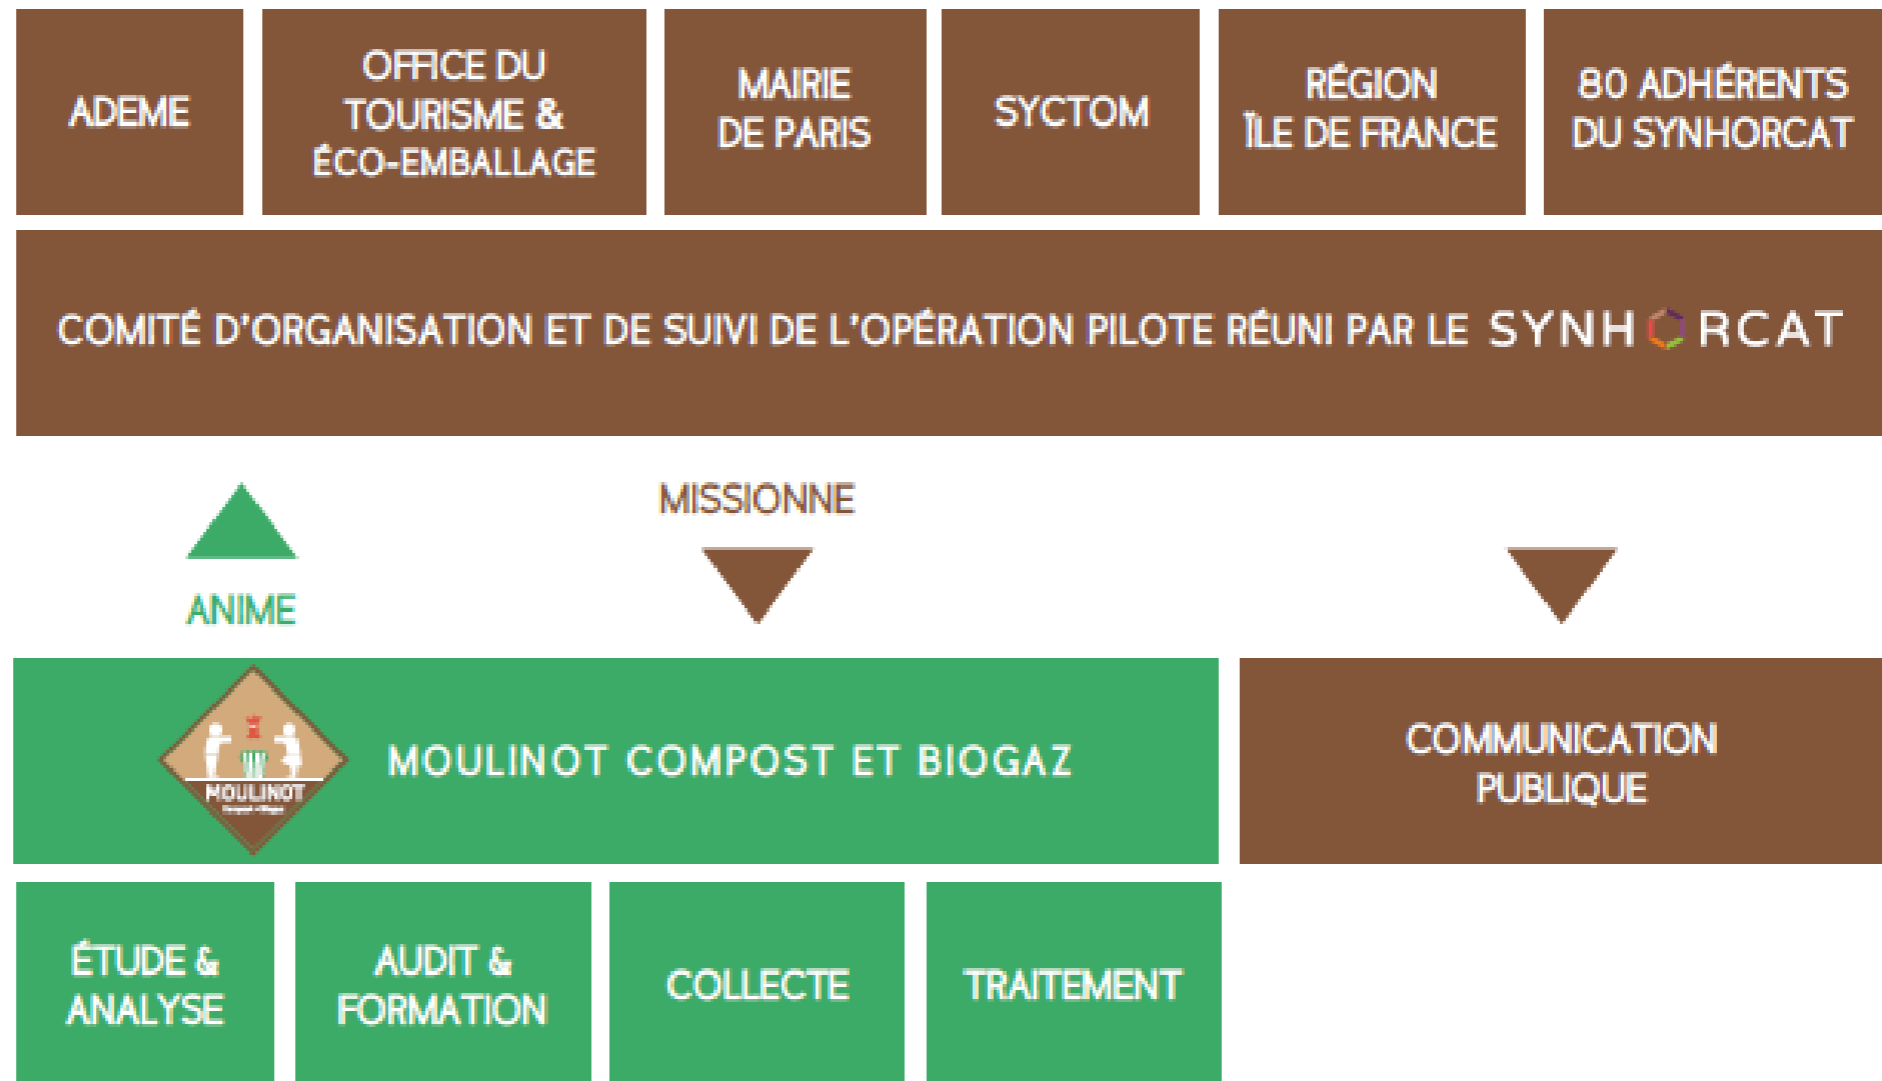 ADEME
OFFICE DU
TOURISME &
ÉCO-EMBALLAGE
MAIRIE
DE PARIS
SYCTOM
RÉGION
ÎLE DE FRANCE
80 ADHÉRENTS
DU SYNHORCAT
COMITÉ D'ORGANISATION ET DE SUIVI DE L'OPÉRATION PILOTE RÉUNI PAR LE SYNHORCAT
MISSIONNE
ANIME
MOULINOT
MOULINOT COMPOST ET BIOGAZ
COMMUNICATION
PUBLIQUE
ÉTUDE &
ANALYSE
AUDIT &
FORMATION
COLLECTE
TRAITEMENT